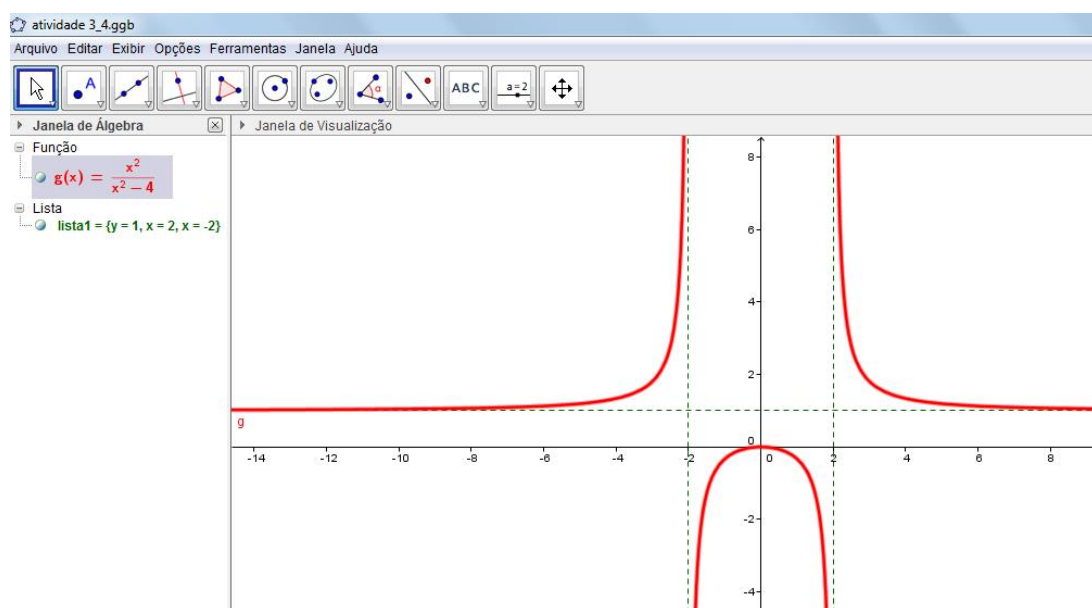 atividade 3_4.ggb
Arquivo Editar Exibir Opções Ferramentas Janela Ajuda
A α ABC a=2
Janela de Álgebra
Janela de Visualização
Função
g(x) = x² / (x² − 4)
Lista
lista1 = {y = 1, x = 2, x = -2}
8
6
4
2
0
g
-14 -12 -10 -8 -6 -4 -2 0 2 4 6 8
-2
-4